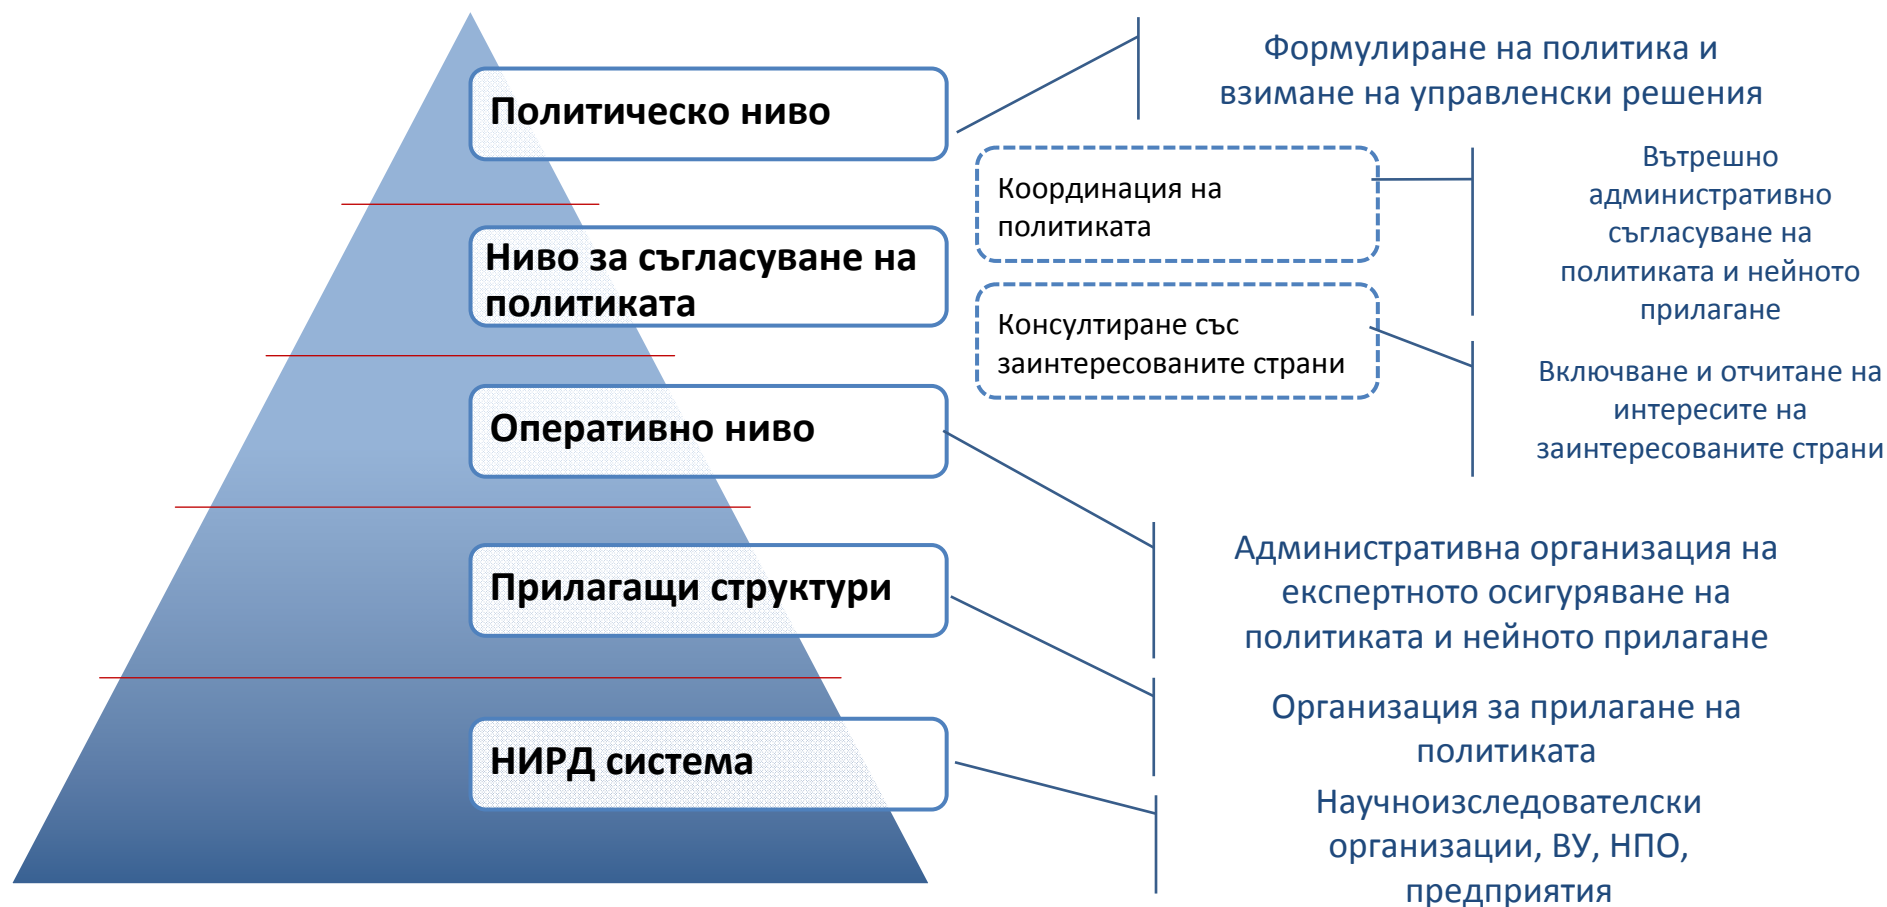 Политическо ниво
Формулиране на политика и
взимане на управленски решения
Ниво за съгласуване на
политиката
Координация на
политиката
Вътрешно
административно
съгласуване на
политиката и нейното
прилагане
Консултиране със
заинтересованите страни
Включване и отчитане на
интересите на
заинтересованите страни
Оперативно ниво
Административна организация на
експертното осигуряване на
политиката и нейното прилагане
Прилагащи структури
Организация за прилагане на
политиката
НИРД система
Научноизследователски
организации, ВУ, НПО,
предприятия